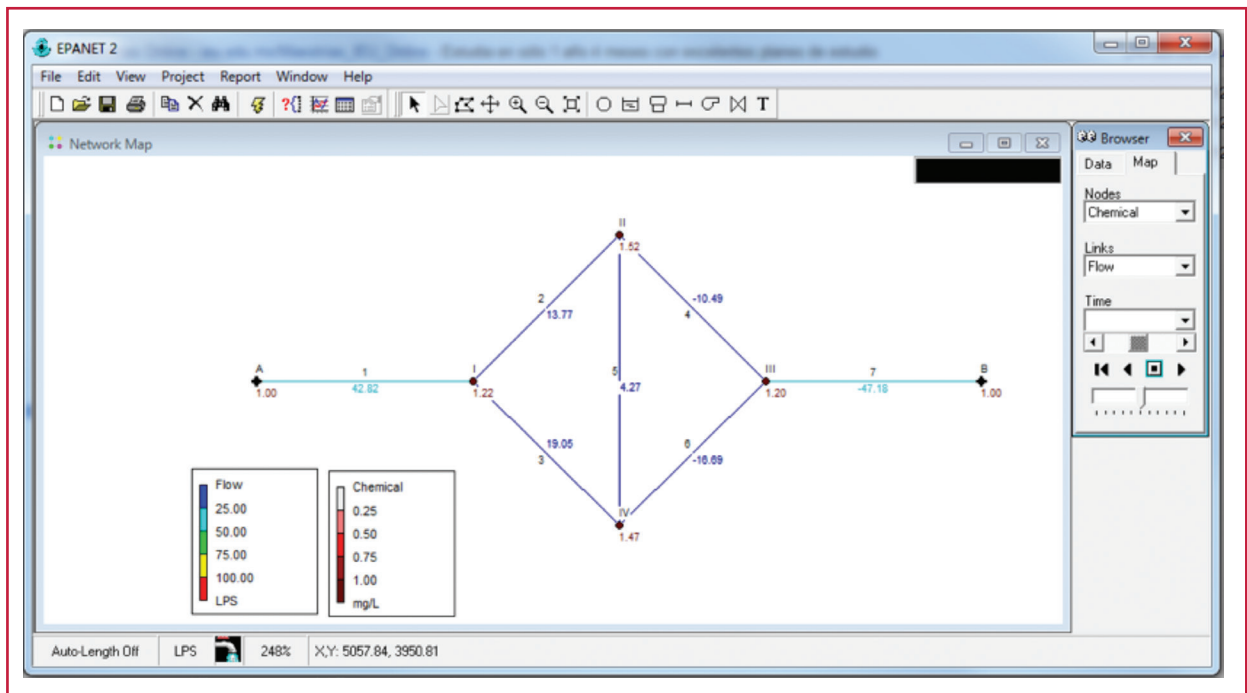 EPANET 2
File Edit View Project Report Window Help
T
Network Map
Browser
Data Map
Nodes
Chemical
Links
Flow
Time
II
1.52
2
13.77
-10.49
4
A
1.00
1
42.82
I
1.22
5
4.27
III
1.20
7
-47.18
B
1.00
19.05
3
6
-16.69
IV
1.47
Flow
25.00
50.00
75.00
100.00
LPS
Chemical
0.25
0.50
0.75
1.00
mg/L
Auto-Length Off LPS 248% X,Y: 5057.84, 3950.81